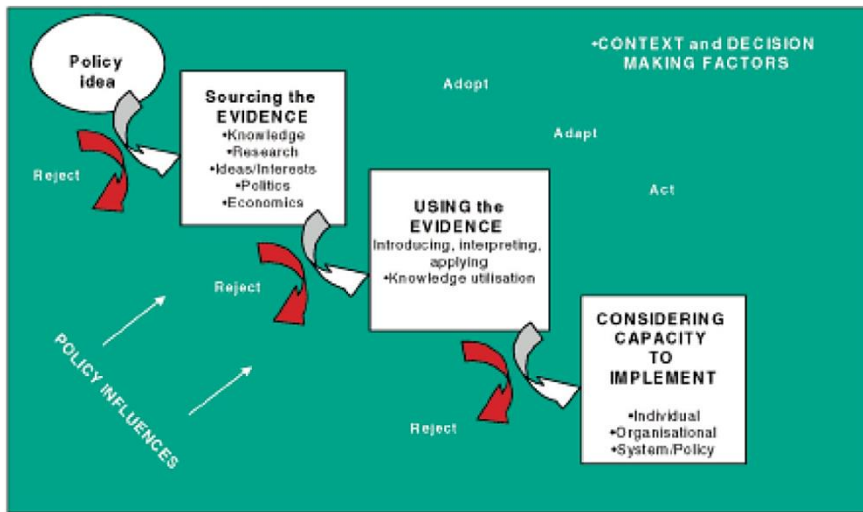 Policy
idea
•CONTEXT and DECISION
MAKING FACTORS
Adopt
Sourcing the
EVIDENCE
•Knowledge
•Research
•Ideas/Interests
•Politics
•Economics
Adapt
Reject
Act
USING the
EVIDENCE
Introducing, interpreting,
applying
•Knowledge utilisation
Reject
CONSIDERING
CAPACITY
TO
IMPLEMENT
•Individual
•Organisational
•System/Policy
POLICY INFLUENCES
Reject